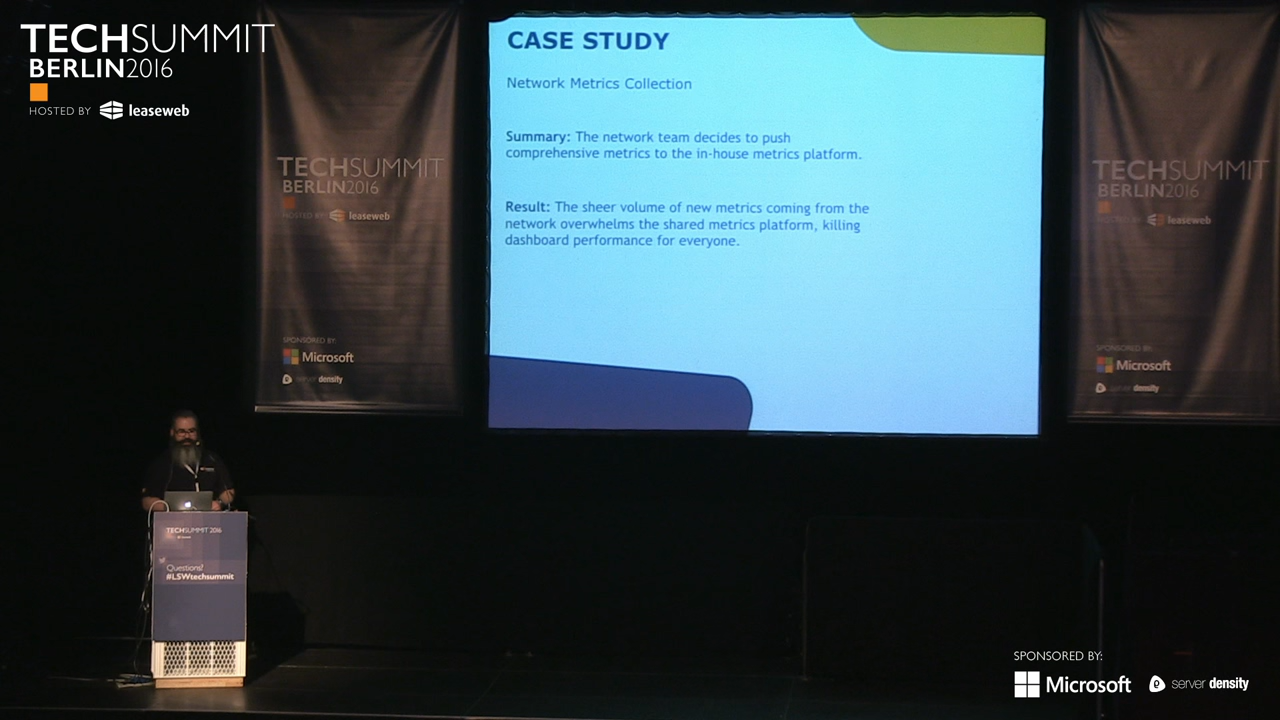 TECHSUMMIT
BERLIN2016
HOSTED BY leaseweb
TECHSUMMIT
BERLIN2016
HOSTED BY leaseweb
SPONSORED BY:
Microsoft
server density
CASE STUDY
Network Metrics Collection
Summary: The network team decides to push
comprehensive metrics to the in-house metrics platform.
Result: The sheer volume of new metrics coming from the
network overwhelms the shared metrics platform, killing
dashboard performance for everyone.
TECHSUMMIT
BERLIN2016
HOSTED BY leaseweb
SPONSORED BY:
Microsoft
server density
TECHSUMMIT 2016
Questions?
#LSWtechsummit
SPONSORED BY:
Microsoft
server density